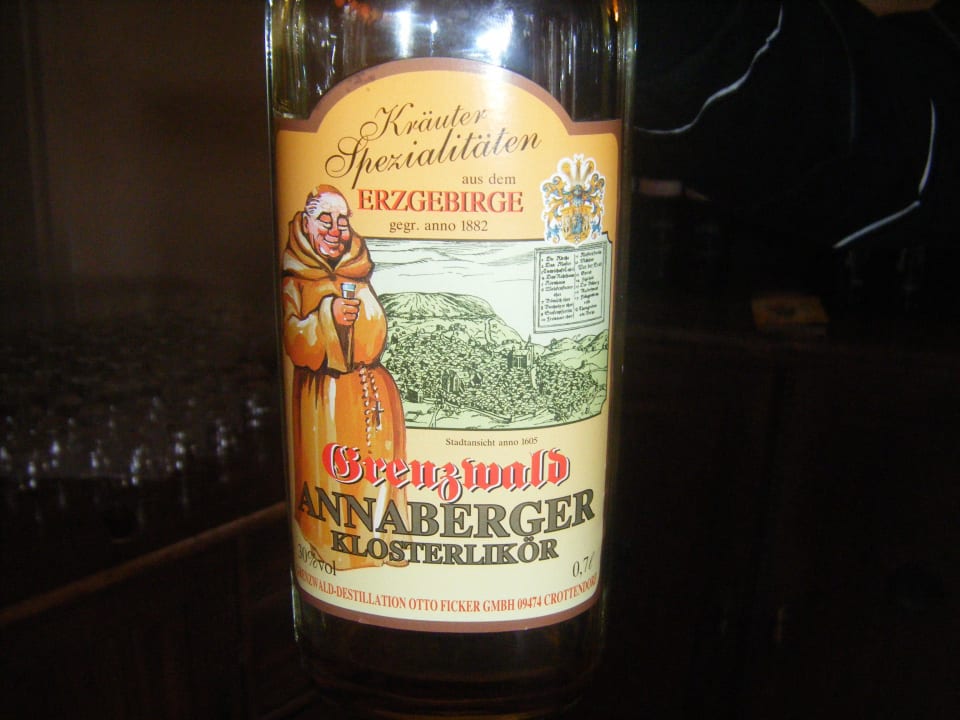 Kräuter
Spezialitäten
aus dem
ERZGEBIRGE
gegr. anno 1882
Stadtansicht anno 1605
Grenzwald
ANNABERGER
KLOSTERLIKÖR
30%vol
0,7ℓ
GRENZWALD-DESTILLATION OTTO FICKER GMBH 09474 CROTTENDORF